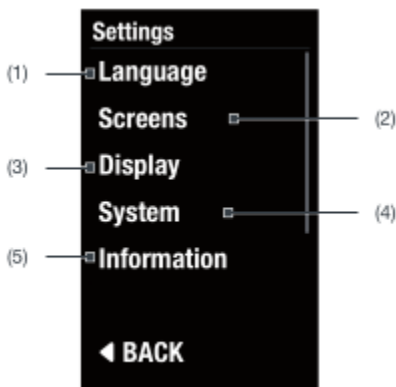 Settings
(1) Language
Screens (2)
(3) Display
System (4)
(5) Information
◀ BACK